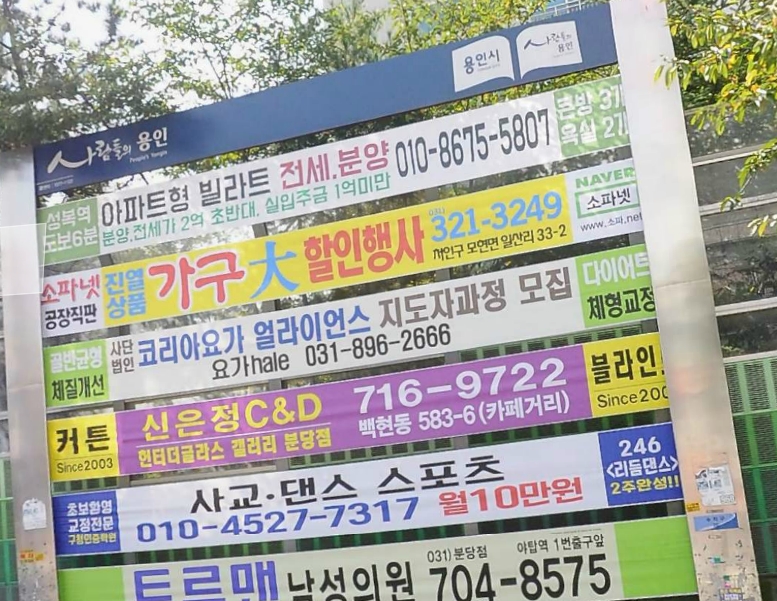 용인시
사람들의 용인
사람들의 용인
People's Yongin
성복역
도보6분
아파트형 빌라트 전세.분양 010-8675-5807
분양,전세가 2억 초반대. 실입주금 1억미만
욕실
소파넷
공장직판
진열
상품
가구大 할인행사
321-3249
서인구 모현면 일산리 33-2
NAVER
소파넷
www.소파.net
골반균형
체질개선
사단
법인
코리아요가 얼라이언스 지도자과정 모집
요가hale 031-896-2666
다이어트
체형교정
커튼
Since2003
신은정C&D
헌터더글라스 갤러리 분당점
716-9722
백현동 583-6 (카페거리)
블라인
Since200
초보환영
교정전문
구청인증학원
사교·댄스 스포츠
010-4527-7317 월10만원
246
<리듬댄스>
2주완성!!
트루맨 남성의원
031) 분당점 야탑역 1번출구앞
704-8575